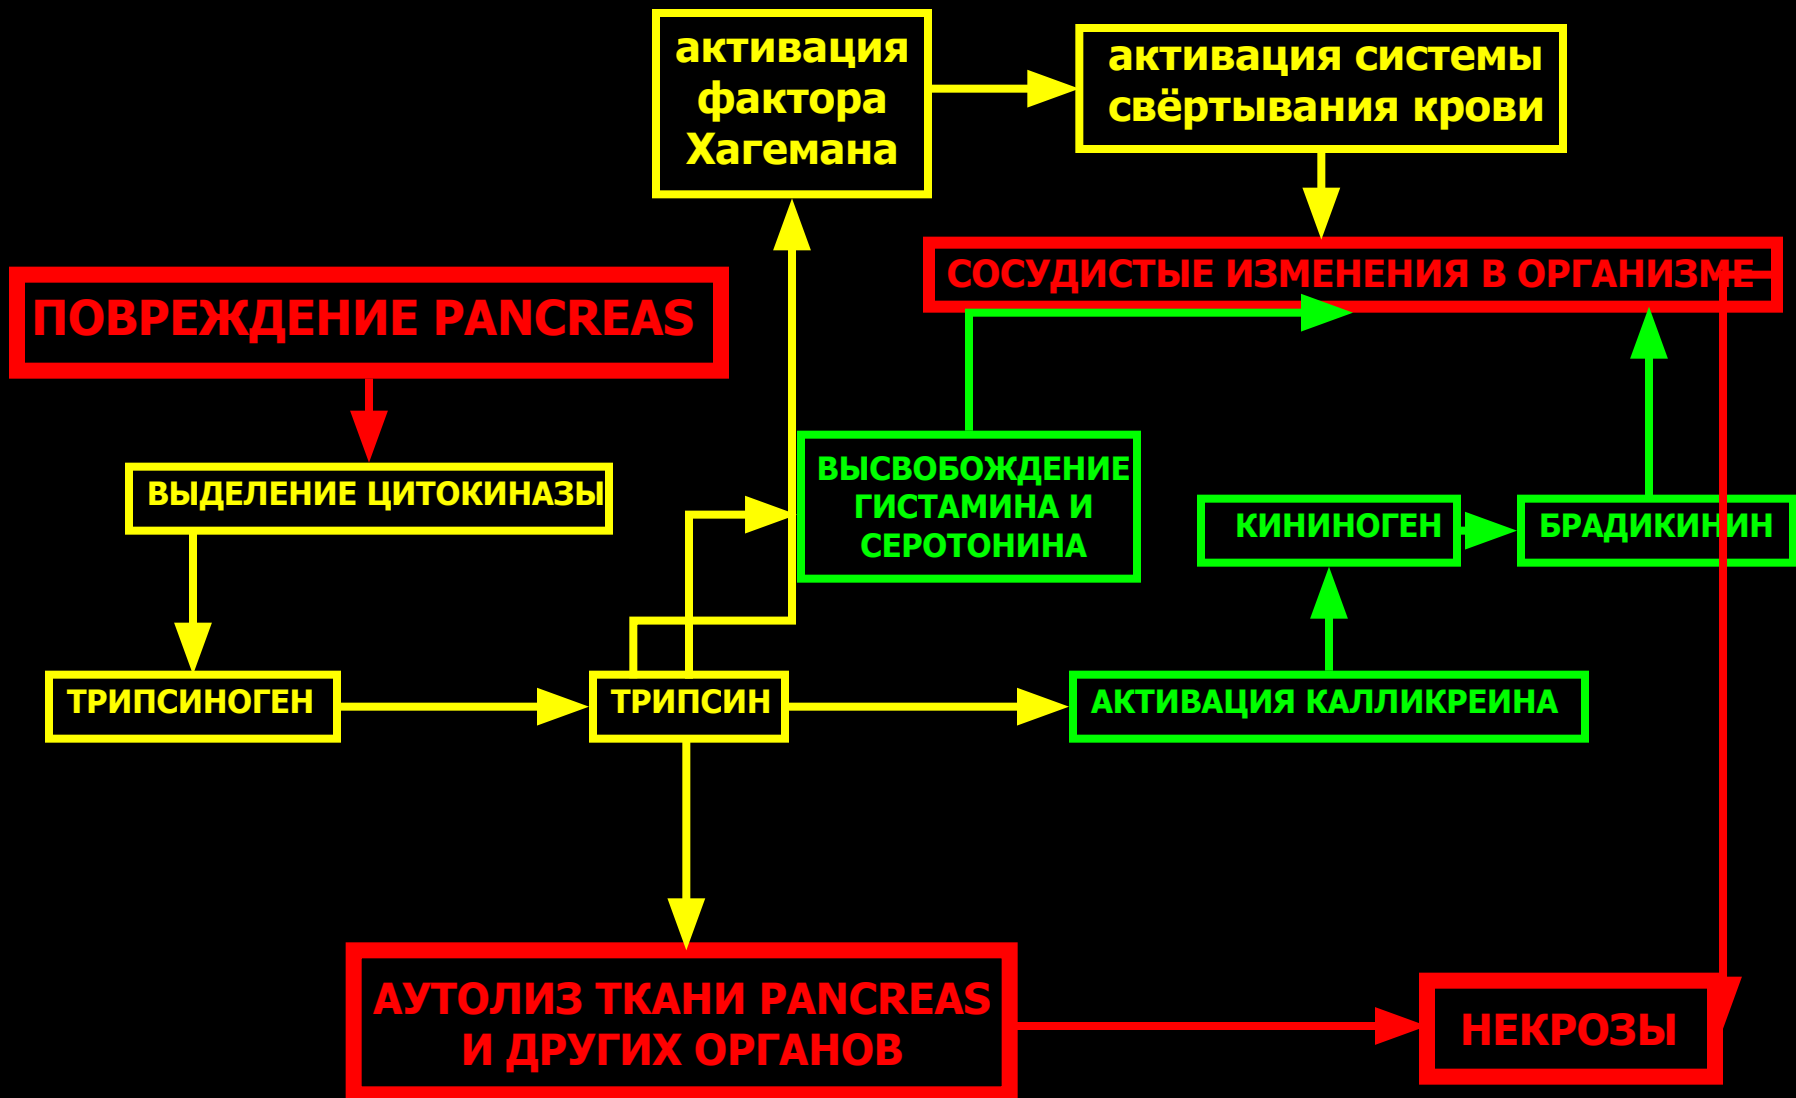 активация
фактора
Хагемана
активация системы
свёртывания крови
СОСУДИСТЫЕ ИЗМЕНЕНИЯ В ОРГАНИЗМЕ
ПОВРЕЖДЕНИЕ PANCREAS
ВЫДЕЛЕНИЕ ЦИТОКИНАЗЫ
ВЫСВОБОЖДЕНИЕ
ГИСТАМИНА И
СЕРОТОНИНА
КИНИНОГЕН
БРАДИКИНИН
ТРИПСИНОГЕН
ТРИПСИН
АКТИВАЦИЯ КАЛЛИКРЕИНА
АУТОЛИЗ ТКАНИ PANCREAS
И ДРУГИХ ОРГАНОВ
НЕКРОЗЫ